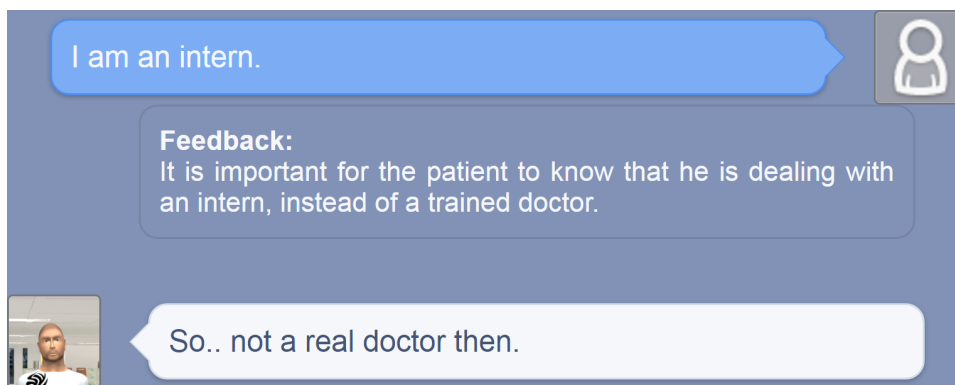 I am an intern.
Feedback:
It is important for the patient to know that he is dealing with
an intern, instead of a trained doctor.
So.. not a real doctor then.